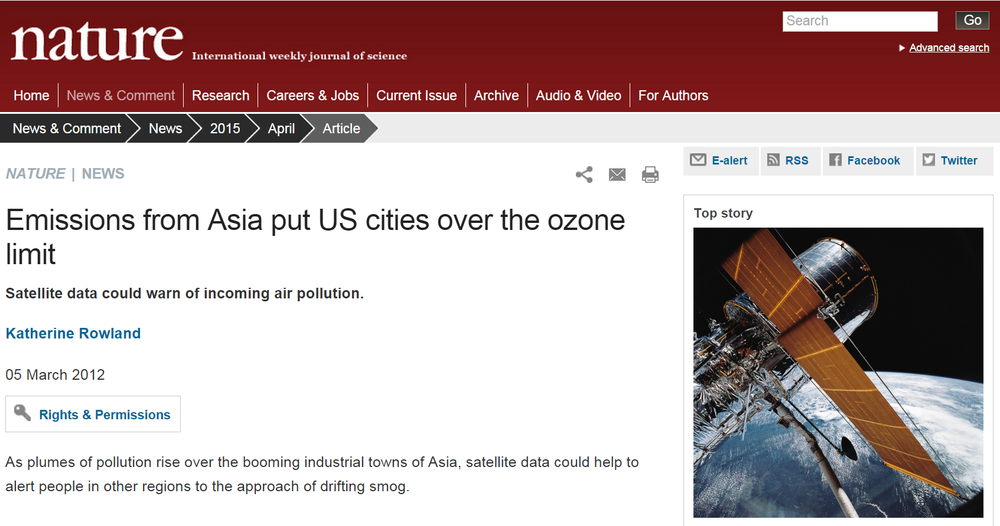 nature International weekly journal of science
Search Go
Advanced search
Home News & Comment Research Careers & Jobs Current Issue Archive Audio & Video For Authors
News & Comment News 2015 April Article
E-alert RSS Facebook Twitter
NATURE | NEWS
Emissions from Asia put US cities over the ozone
limit
Satellite data could warn of incoming air pollution.
Katherine Rowland
05 March 2012
Rights & Permissions
As plumes of pollution rise over the booming industrial towns of Asia, satellite data could help to
alert people in other regions to the approach of drifting smog.
Top story